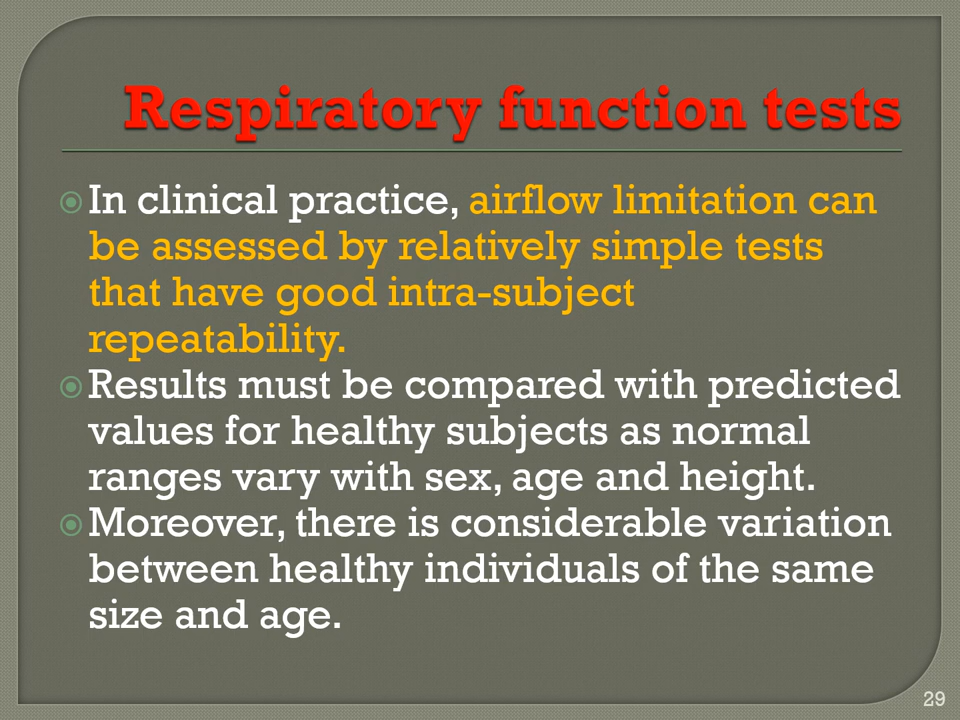 Respiratory function tests
In clinical practice, airflow limitation can
be assessed by relatively simple tests
that have good intra-subject
repeatability.
Results must be compared with predicted
values for healthy subjects as normal
ranges vary with sex, age and height.
Moreover, there is considerable variation
between healthy individuals of the same
size and age.
29